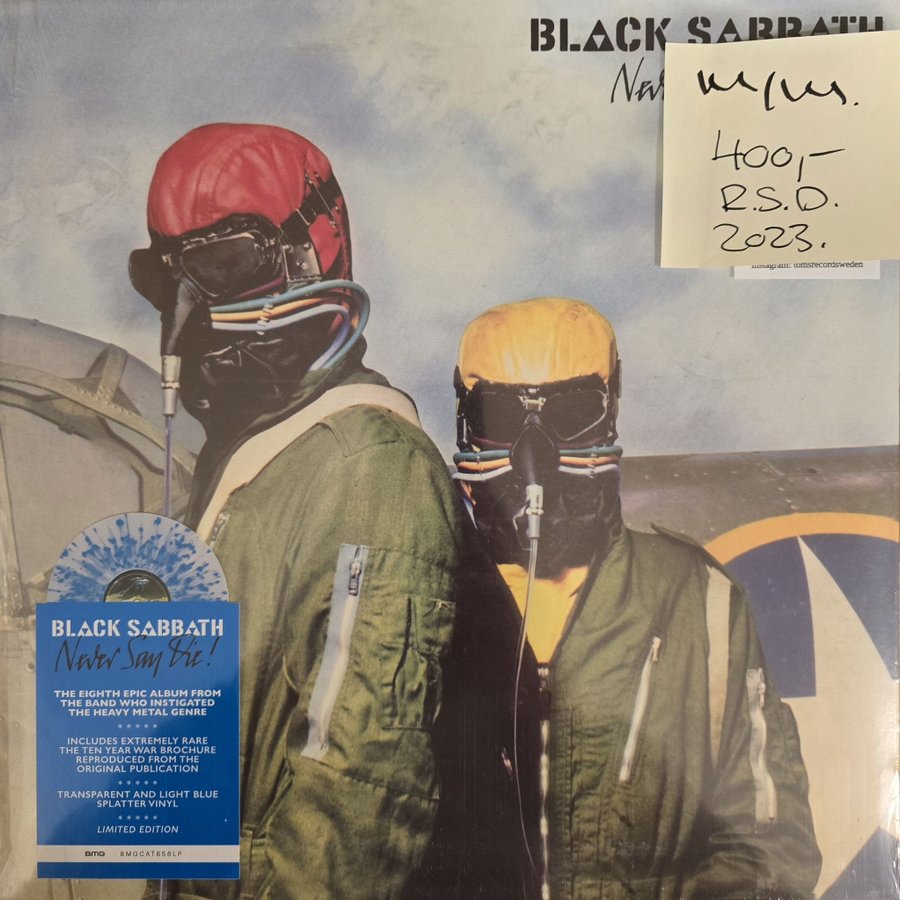 BLACK SABBATH
Never
M/M.
400,-
R.S.D.
2023.
Instagram: tomsrecordsweden
BLACK SABBATH
Never Say Die!
THE EIGHTH EPIC ALBUM FROM
THE BAND WHO INSTIGATED
THE HEAVY METAL GENRE
*****
INCLUDES EXTREMELY RARE
THE TEN YEAR WAR BROCHURE
REPRODUCED FROM THE
ORIGINAL PUBLICATION
*****
TRANSPARENT AND LIGHT BLUE
SPLATTER VINYL
*****
LIMITED EDITION
BMG BMGCAT658LP